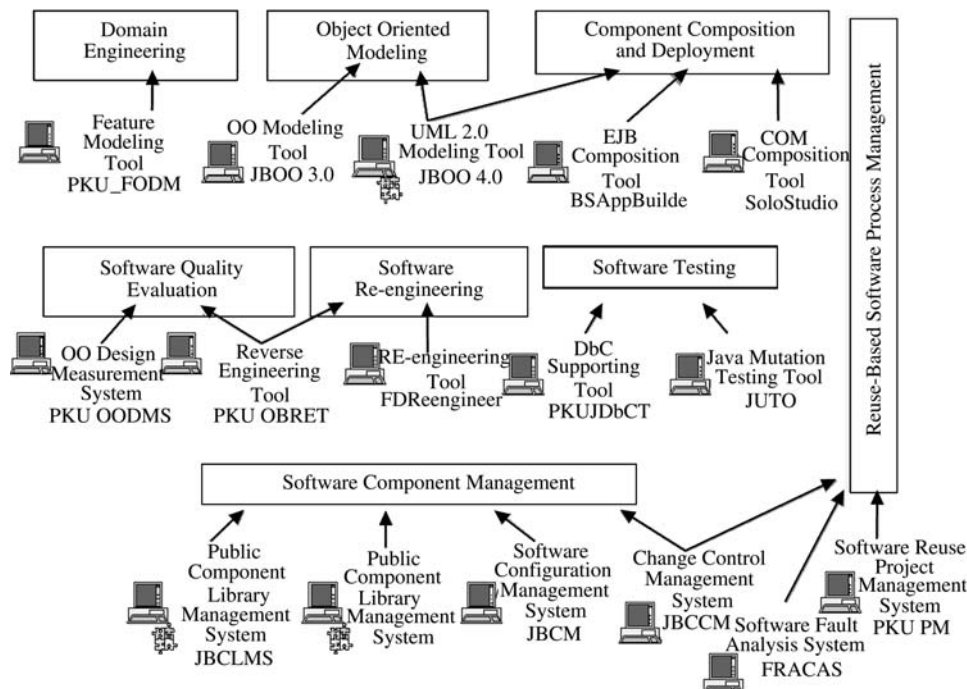 Domain
Engineering
Object Oriented
Modeling
Component Composition
and Deployment
Reuse-Based Software Process Management
Feature
Modeling
Tool
PKU_FODM
OO Modeling
Tool
JBOO 3.0
UML 2.0
Modeling Tool
JBOO 4.0
EJB
Composition
Tool
BSAppBuilde
COM
Composition
Tool
SoloStudio
Software Quality
Evaluation
Software
Re-engineering
Software Testing
OO Design
Measurement
System
PKU OODMS
Reverse
Engineering
Tool
PKU OBRET
RE-engineering
Tool
FDReengineer
DbC
Supporting
Tool
PKUJDbCT
Java Mutation
Testing Tool
JUTO
Software Component Management
Public
Component
Library
Management
System
JBCLMS
Public
Component
Library
Management
System
Software
Configuration
Management
System
JBCM
Change Control
Management
System
JBCCM
Software Fault
Analysis System
FRACAS
Software Reuse
Project
Management
System
PKU PM